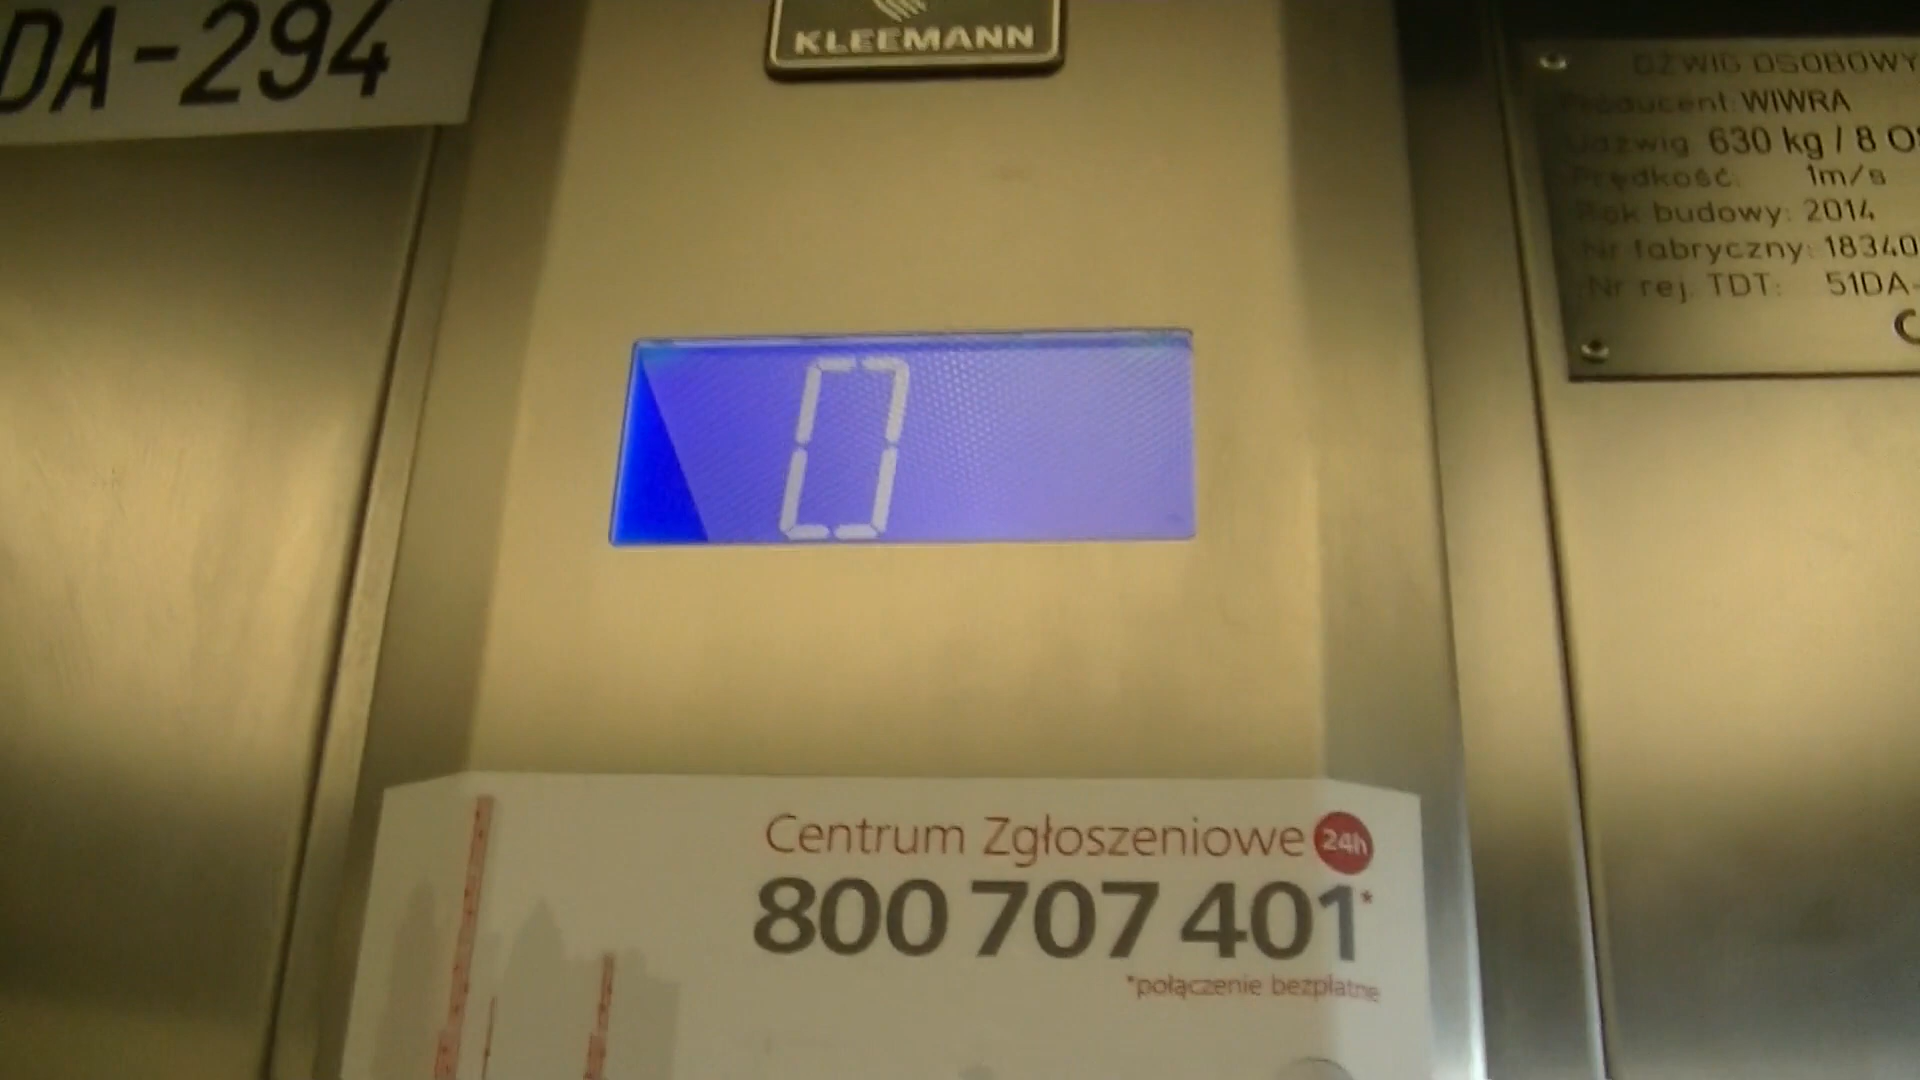 DA-294
KLEEMANN
DŹWIG OSOBOWY
Producent: WIWRA
Udźwig 630 kg / 8
Prędkość: 1m/s
Rok budowy: 2014
Nr fabryczny: 18340
Nr rej. TDT: 51DA-
0
Centrum Zgłoszeniowe 24h
800 707 401*
*połączenie bezpłatne